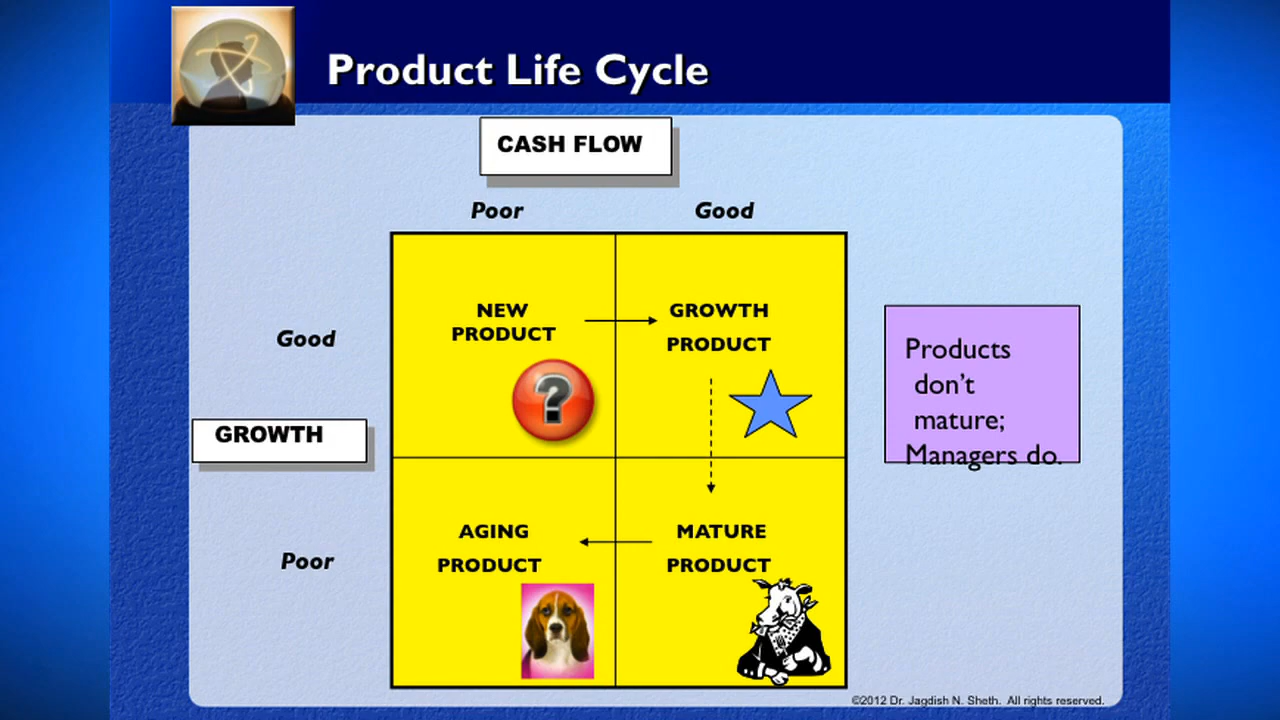 Product Life Cycle
CASH FLOW
Poor
Good
Good
NEW
PRODUCT
GROWTH
PRODUCT
?
Products
don't
mature;
Managers do.
GROWTH
Poor
AGING
PRODUCT
MATURE
PRODUCT
©2012 Dr. Jagdish N. Sheth. All rights reserved.